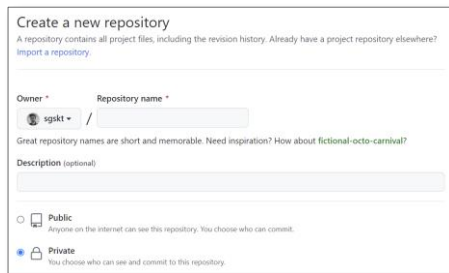 Create a new repository
A repository contains all project files, including the revision history. Already have a project repository elsewhere?
Import a repository.
Owner * Repository name *
sgskt /
Great repository names are short and memorable. Need inspiration? How about fictional-octo-carnival?
Description (optional)
Public
Anyone on the internet can see this repository. You choose who can commit.
Private
You choose who can see and commit to this repository.